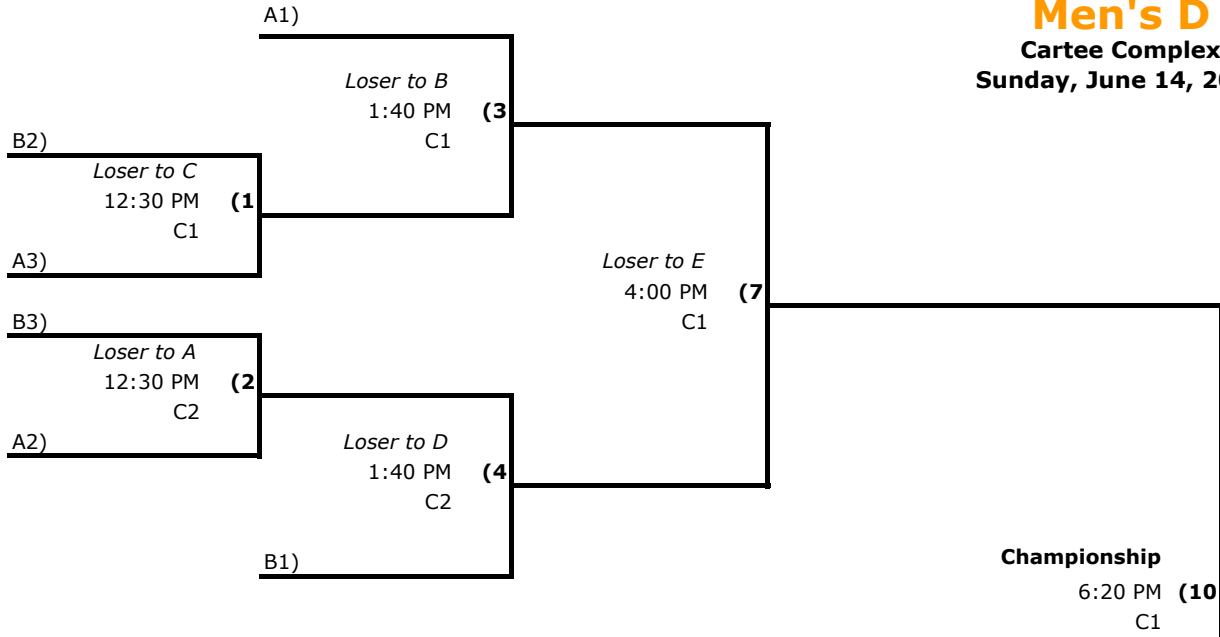 A1)
Men's D
Cartee Complex
Sunday, June 14, 20
Loser to B
1:40 PM (3
C1
B2)
Loser to C
12:30 PM (1
C1
A3)
Loser to E
4:00 PM (7
C1
B3)
Loser to A
12:30 PM (2
C2
A2)
Loser to D
1:40 PM (4
C2
B1)
Championship
6:20 PM (10
C1